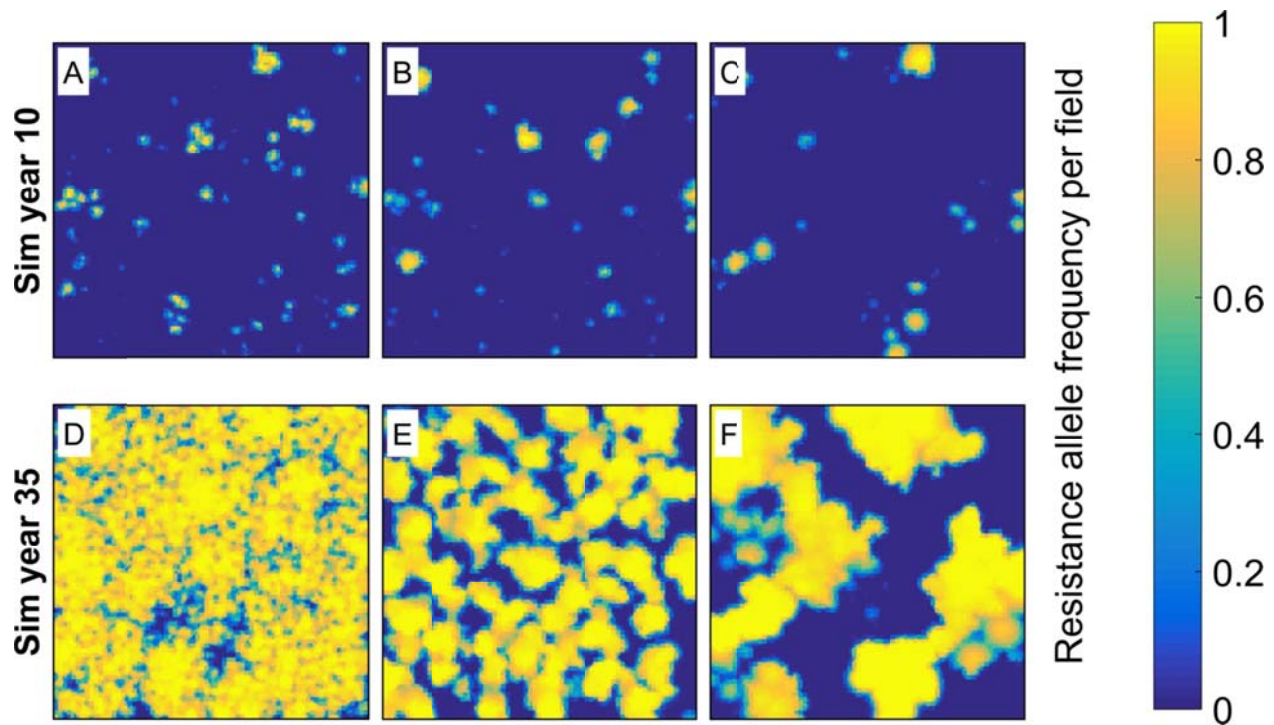 A
B
C
Sim year 10
D
E
F
Sim year 35
Resistance allele frequency per field
1
0.8
0.6
0.4
0.2
0